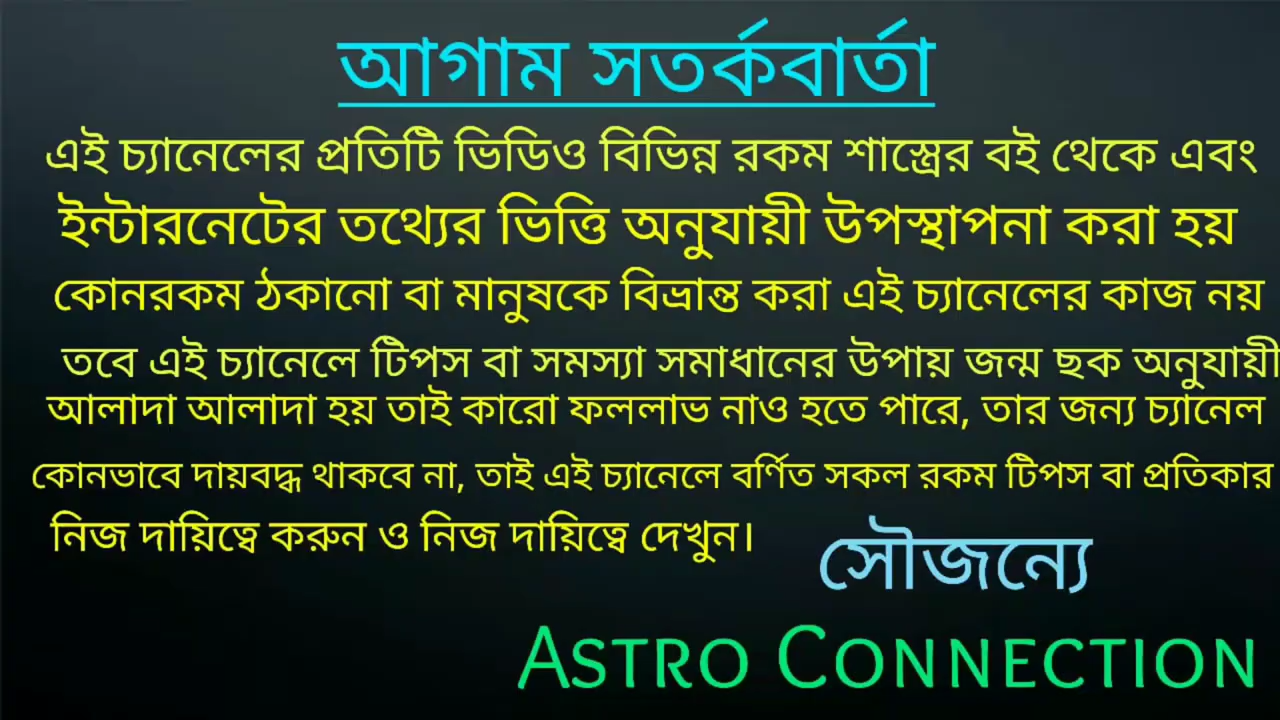 আগাম সতর্কবার্তা
এই চ্যানেলের প্রতিটি ভিডিও বিভিন্ন রকম শাস্ত্রের বই থেকে এবং
ইন্টারনেটের তথ্যের ভিত্তি অনুযায়ী উপস্থাপনা করা হয়
কোনরকম ঠকানো বা মানুষকে বিভ্রান্ত করা এই চ্যানেলের কাজ নয়
তবে এই চ্যানেলে টিপস বা সমস্যা সমাধানের উপায় জন্ম ছক অনুযায়ী
আলাদা আলাদা হয় তাই কারো ফললাভ নাও হতে পারে, তার জন্য চ্যানেল
কোনভাবে দায়বদ্ধ থাকবে না, তাই এই চ্যানেলে বর্ণিত সকল রকম টিপস বা প্রতিকার
নিজ দায়িত্বে করুন ও নিজ দায়িত্বে দেখুন।
সৌজন্যে
ASTRO CONNECTION